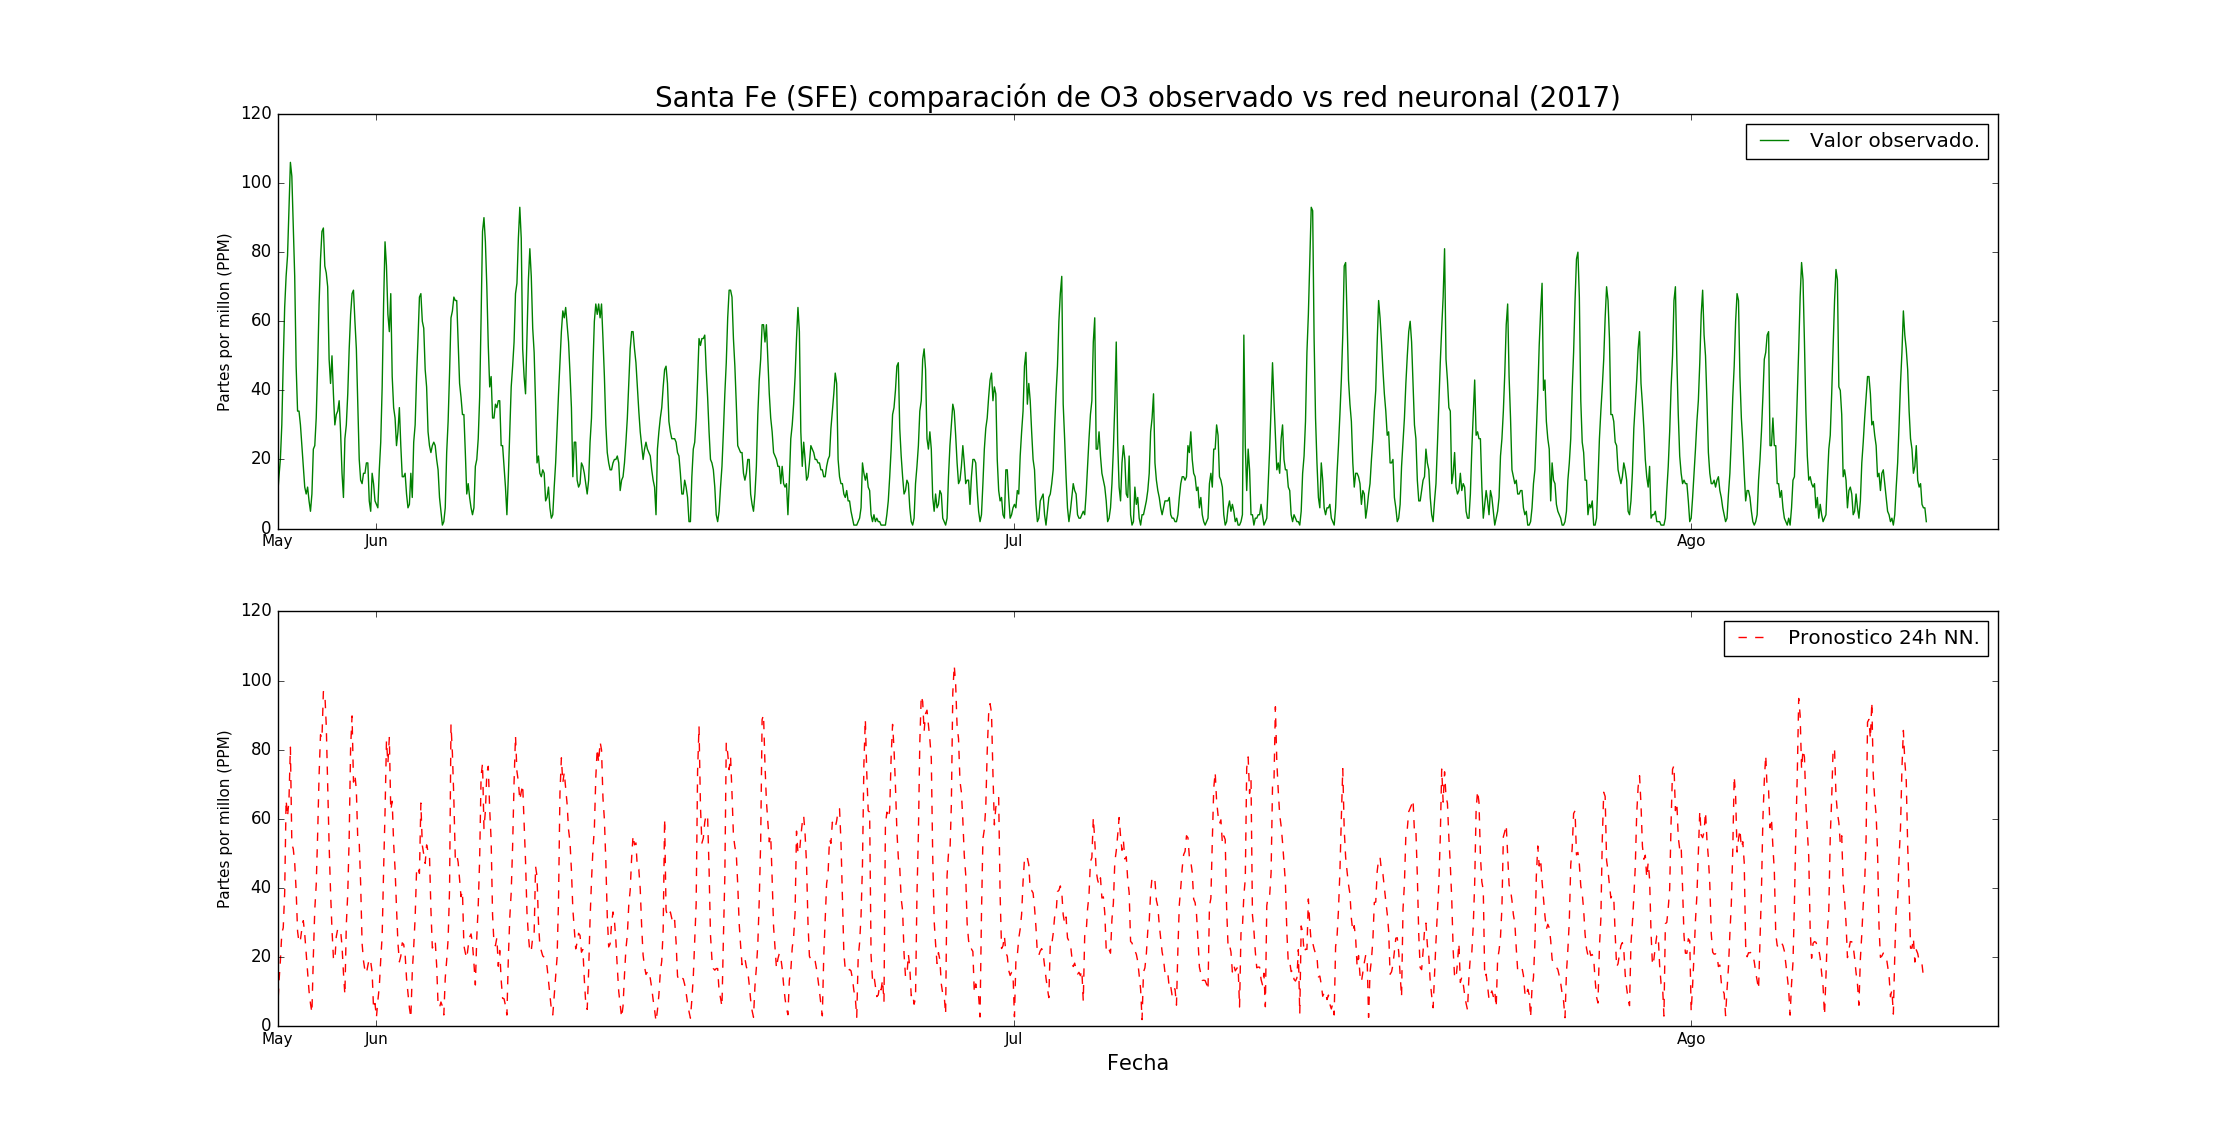 Santa Fe (SFE) comparación de O3 observado vs red neuronal (2017)
120
100
80
60
40
20
0
Partes por millon (PPM)
Valor observado.
May Jun Jul Ago
120
100
80
60
40
20
0
Partes por millon (PPM)
Pronostico 24h NN.
May Jun Jul Ago
Fecha